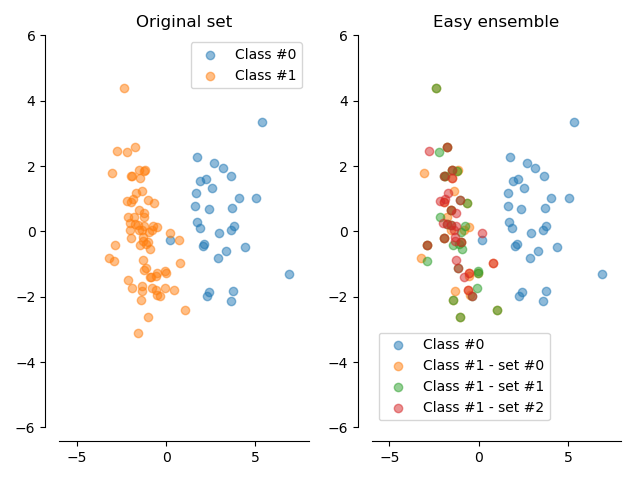 Original set
6
4
2
0
−2
−4
−6
−5
0
5
Class #0
Class #1
Easy ensemble
6
4
2
0
−2
−4
−6
−5
0
5
Class #0
Class #1 - set #0
Class #1 - set #1
Class #1 - set #2